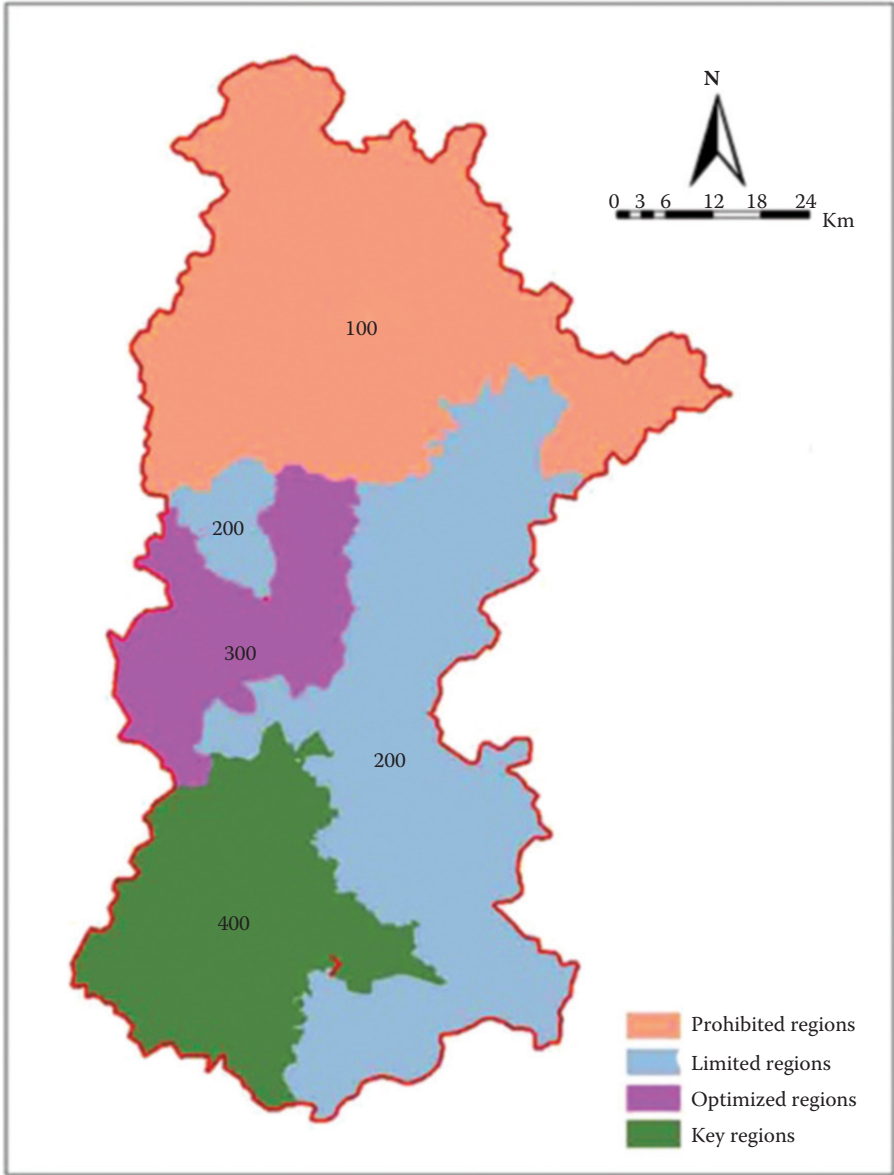 N
0 3 6 12 18 24
Km
100
200
300
200
400
Prohibited regions
Limited regions
Optimized regions
Key regions